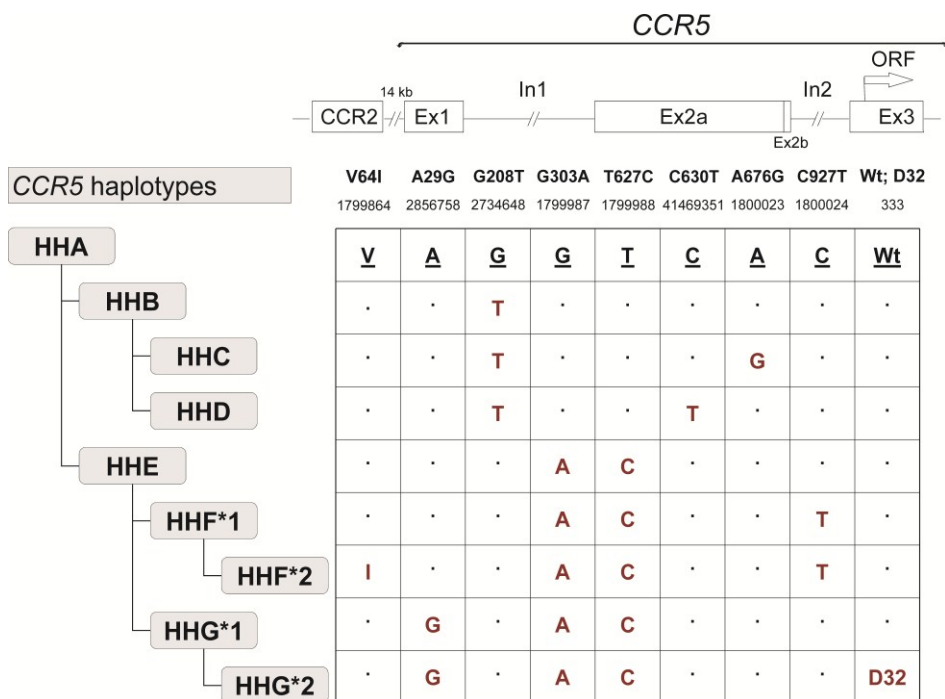 CCR5
ORF
14 kb In1 In2
CCR2 // Ex1 // Ex2a // Ex3
Ex2b
CCR5 haplotypes
V64I A29G G208T G303A T627C C630T A676G C927T Wt; D32
1799864 2856758 2734648 1799987 1799988 41469351 1800023 1800024 333
HHA V A G G T C A C Wt
HHB · · T · · · · · ·
HHC · · T · · · G · ·
HHD · · T · · T · · ·
HHE · · · A C · · · ·
HHF*1 · · · A C · · T ·
HHF*2 I · · A C · · T ·
HHG*1 · G · A C · · · ·
HHG*2 · G · A C · · · D32